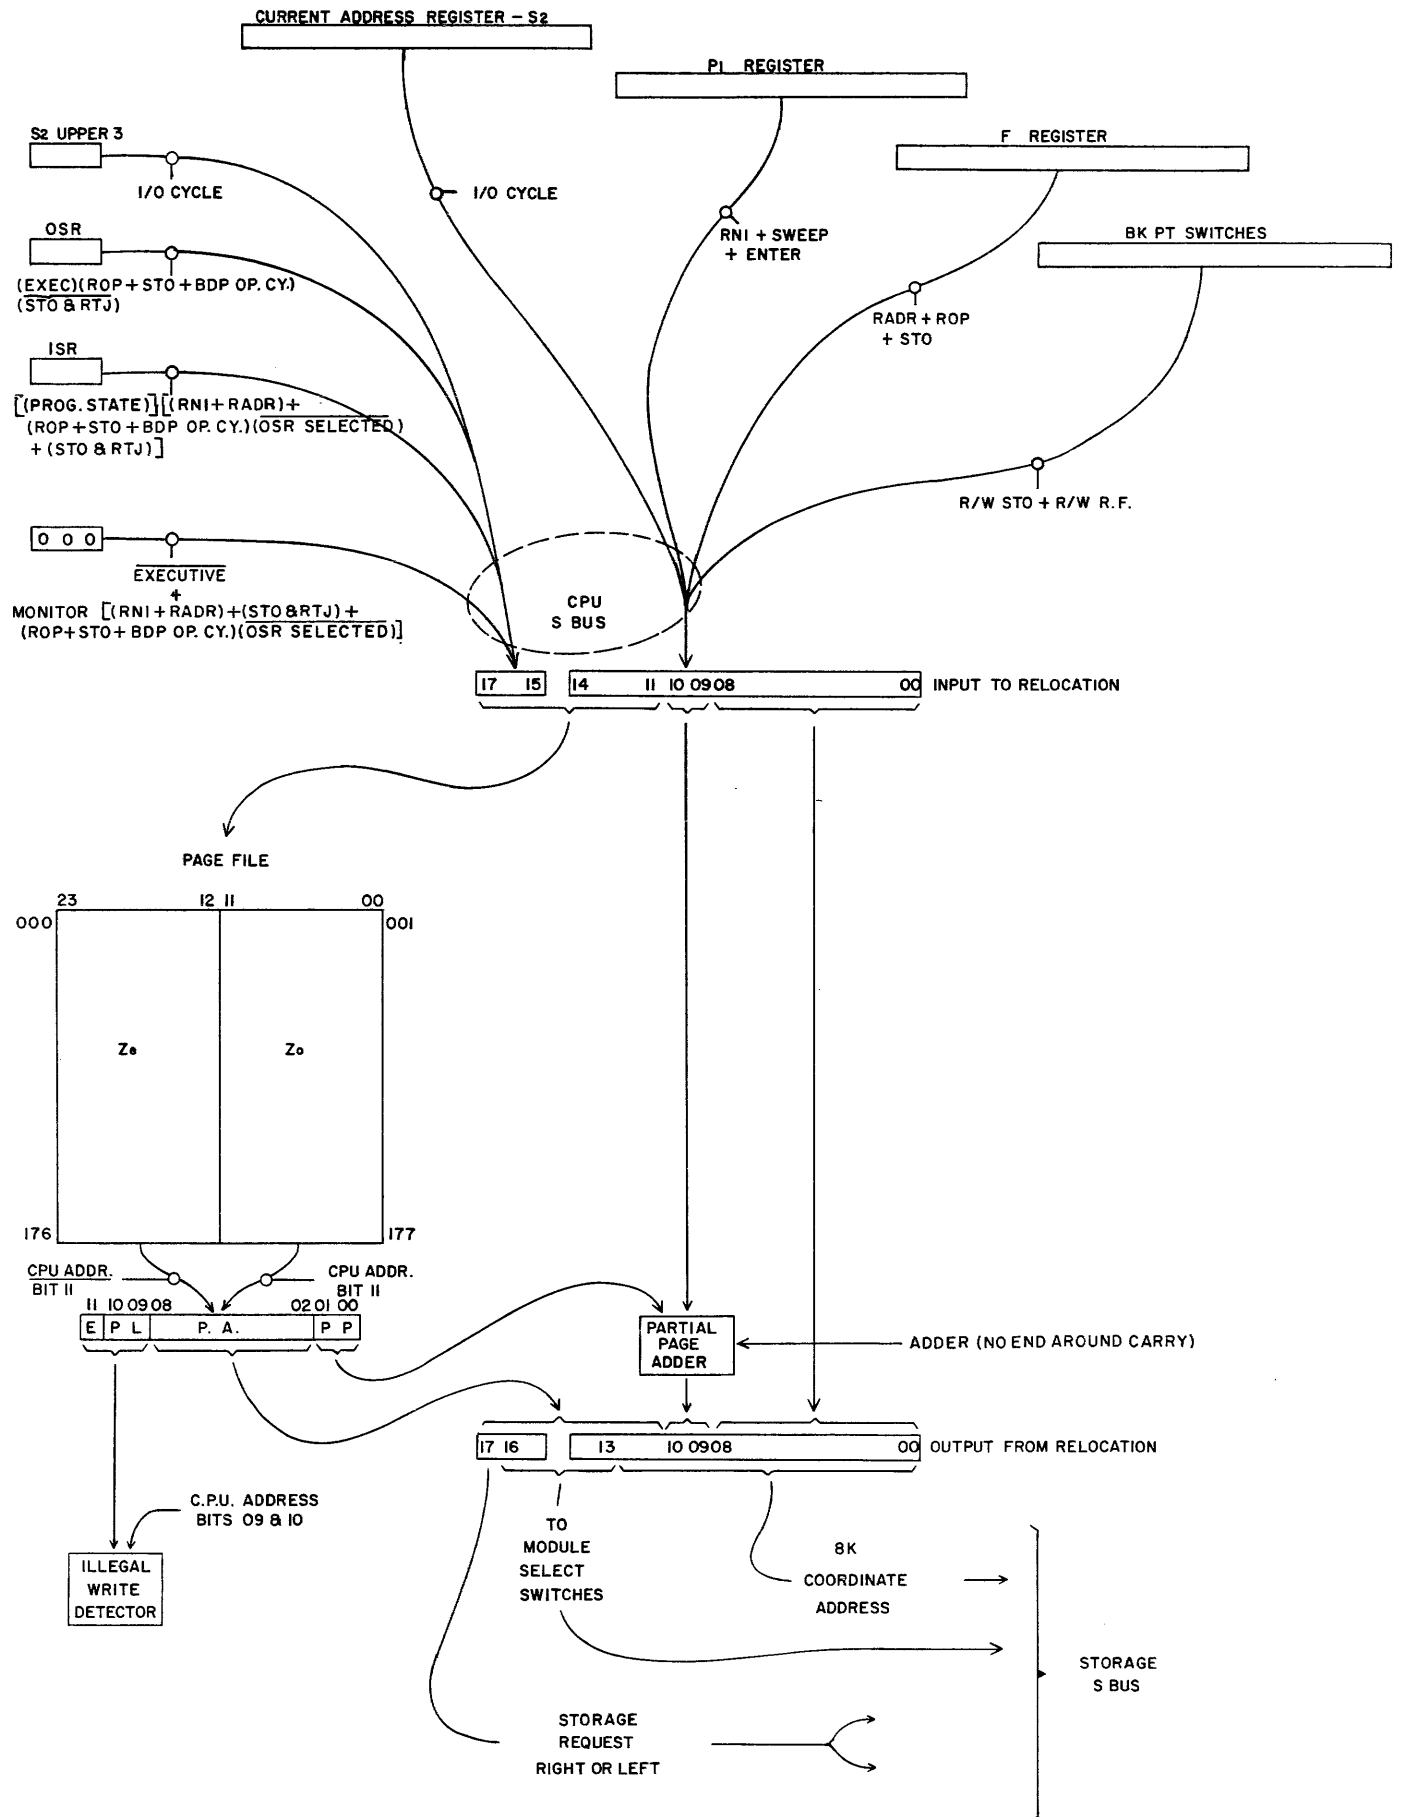 CURRENT ADDRESS REGISTER - S2
P1 REGISTER
F REGISTER
BK PT SWITCHES
S2 UPPER 3
I/O CYCLE
I/O CYCLE
OSR
(EXEC)(ROP+STO+BDP OP. CY.)
(STO & RTJ)
RNI + SWEEP
+ ENTER
RADR + ROP
+ STO
ISR
[(PROG. STATE)][(RNI+RADR)+
(ROP+STO+BDP OP. CY.)(OSR SELECTED)
+ (STO & RTJ)]
R/W STO + R/W R.F.
0 0 0
EXECUTIVE
+
MONITOR [(RNI+RADR)+(STO&RTJ)+
(ROP+STO+BDP OP. CY.)(OSR SELECTED)]
CPU
S BUS
17 15 14 11 10 09 08 00 INPUT TO RELOCATION
PAGE FILE
23 12 11 00
000 001
Ze Zo
176 177
CPU ADDR.
BIT 11
CPU ADDR.
BIT 11
11 10 09 08 02 01 00
E P L P. A. P P
PARTIAL
PAGE
ADDER
ADDER (NO END AROUND CARRY)
17 16 13 10 09 08 00 OUTPUT FROM RELOCATION
C.P.U. ADDRESS
BITS 09 & 10
ILLEGAL
WRITE
DETECTOR
TO
MODULE
SELECT
SWITCHES
8K
COORDINATE
ADDRESS
STORAGE
S BUS
STORAGE
REQUEST
RIGHT OR LEFT